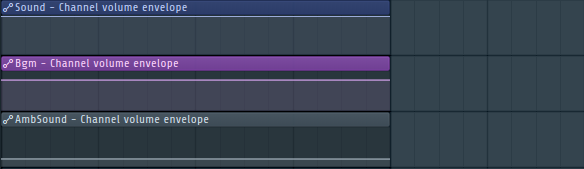 Sound – Channel volume envelope
Bgm – Channel volume envelope
AmbSound – Channel volume envelope